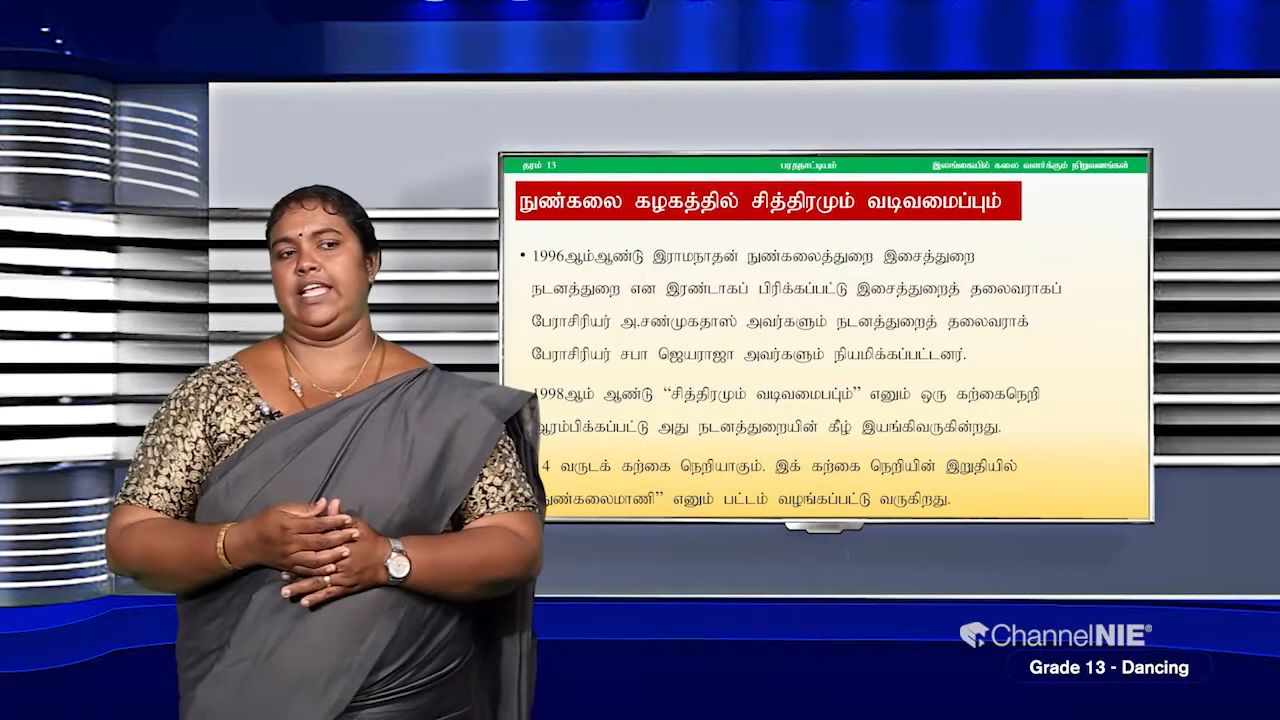 தரம் 13 பரதநாட்டியம் இலங்கையில் கலை வளர்க்கும் நிறுவனங்கள்
நுண்கலை கழகத்தில் சித்திரமும் வடிவமைப்பும்
• 1996ஆம்ஆண்டு இராமநாதன் நுண்கலைத்துறை இசைத்துறை
நடனத்துறை என இரண்டாகப் பிரிக்கப்பட்டு இசைத்துறைத் தலைவராகப்
பேராசிரியர் அ.சண்முகதாஸ் அவர்களும் நடனத்துறைத் தலைவராக்
பேராசிரியர் சபா ஜெயராஜா அவர்களும் நியமிக்கப்பட்டனர்.
1998ஆம் ஆண்டு “சித்திரமும் வடிவமைபப்பும்” எனும் ஒரு கற்கைநெறி
ஆரம்பிக்கப்பட்டு அது நடனத்துறையின் கீழ் இயங்கிவருகின்றது.
4 வருடக் கற்கை நெறியாகும். இக் கற்கை நெறியின் இறுதியில்
நுண்கலைமாணி” எனும் பட்டம் வழங்கப்பட்டு வருகிறது.
ChannelNIE®
Grade 13 - Dancing